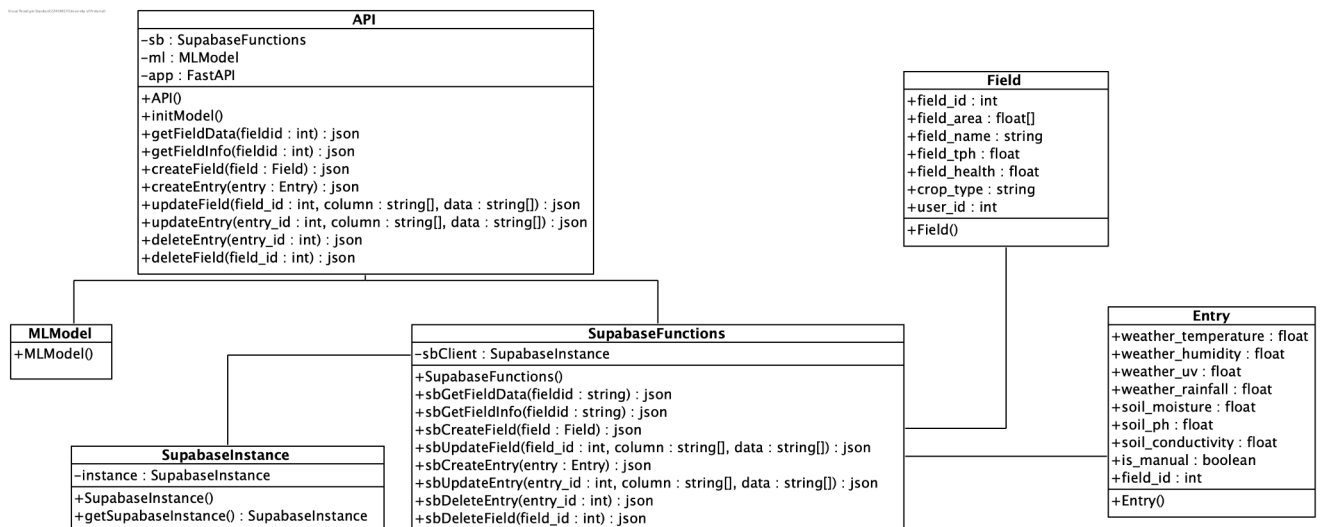 API
-sb : SupabaseFunctions
-ml : MLModel
-app : FastAPI
+API()
+initModel()
+getFieldData(fieldid : int) : json
+getFieldInfo(fieldid : int) : json
+createField(field : Field) : json
+createEntry(entry : Entry) : json
+updateField(field_id : int, column : string[], data : string[]) : json
+updateEntry(entry_id : int, column : string[], data : string[]) : json
+deleteEntry(entry_id : int) : json
+deleteField(field_id : int) : json
Field
+field_id : int
+field_area : float[]
+field_name : string
+field_tph : float
+field_health : float
+crop_type : string
+user_id : int
+Field()
MLModel
+MLModel()
SupabaseFunctions
-sbClient : SupabaseInstance
+SupabaseFunctions()
+sbGetFieldData(fieldid : string) : json
+sbGetFieldInfo(fieldid : string) : json
+sbCreateField(field : Field) : json
+sbUpdateField(field_id : int, column : string[], data : string[]) : json
+sbCreateEntry(entry : Entry) : json
+sbUpdateEntry(entry_id : int, column : string[], data : string[]) : json
+sbDeleteEntry(entry_id : int) : json
+sbDeleteField(field_id : int) : json
Entry
+weather_temperature : float
+weather_humidity : float
+weather_uv : float
+weather_rainfall : float
+soil_moisture : float
+soil_ph : float
+soil_conductivity : float
+is_manual : boolean
+field_id : int
+Entry()
SupabaseInstance
-instance : SupabaseInstance
+SupabaseInstance()
+getSupabaseInstance() : SupabaseInstance